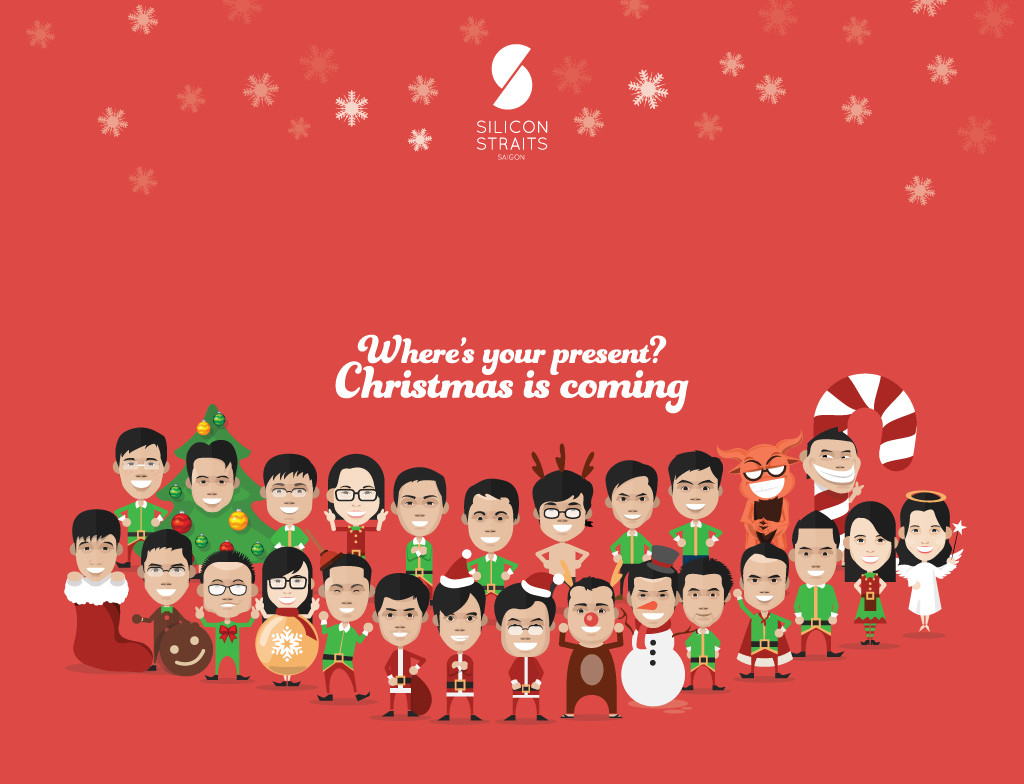 SILICON
STRAITS
SAIGON
Where's your present?
Christmas is coming